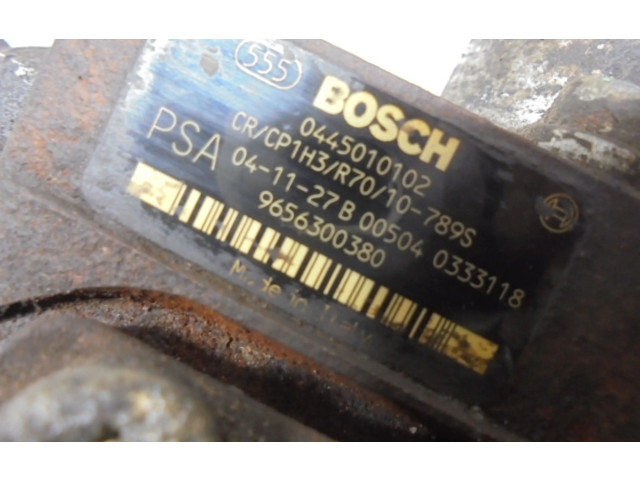 555
BOSCH
0445010102
CR/CP1H3/R70/10-789S
PSA 04-11-27 B 00504 0333118
9656300380
Made in Italy